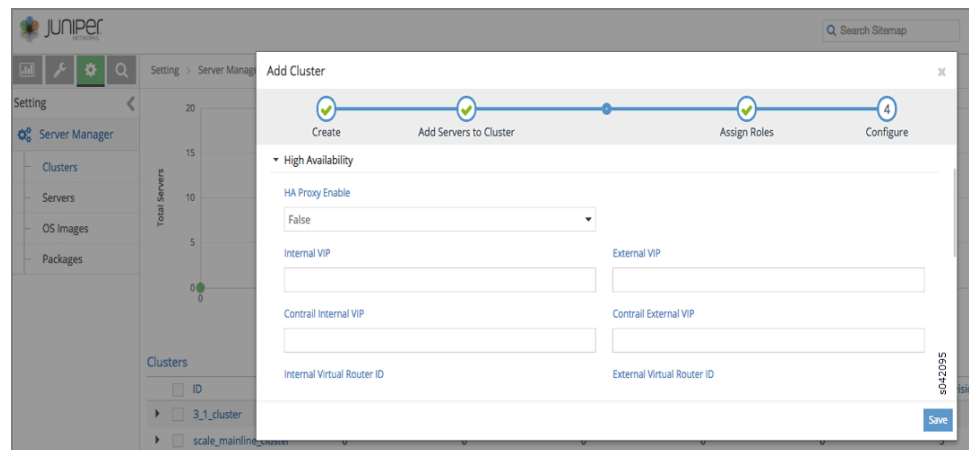 JUNIPER
NETWORKS
Search Sitemap
Setting > Server Manage
Setting
Server Manager
Clusters
Servers
OS Images
Packages
Total Servers
20
15
10
5
0
0
Add Cluster
×
Create
Add Servers to Cluster
Assign Roles
4
Configure
High Availability
HA Proxy Enable
False
Internal VIP
External VIP
Contrail Internal VIP
Contrail External VIP
Internal Virtual Router ID
External Virtual Router ID
s042095
Save
Clusters
ID
3_1_cluster
scale_mainline_cluster